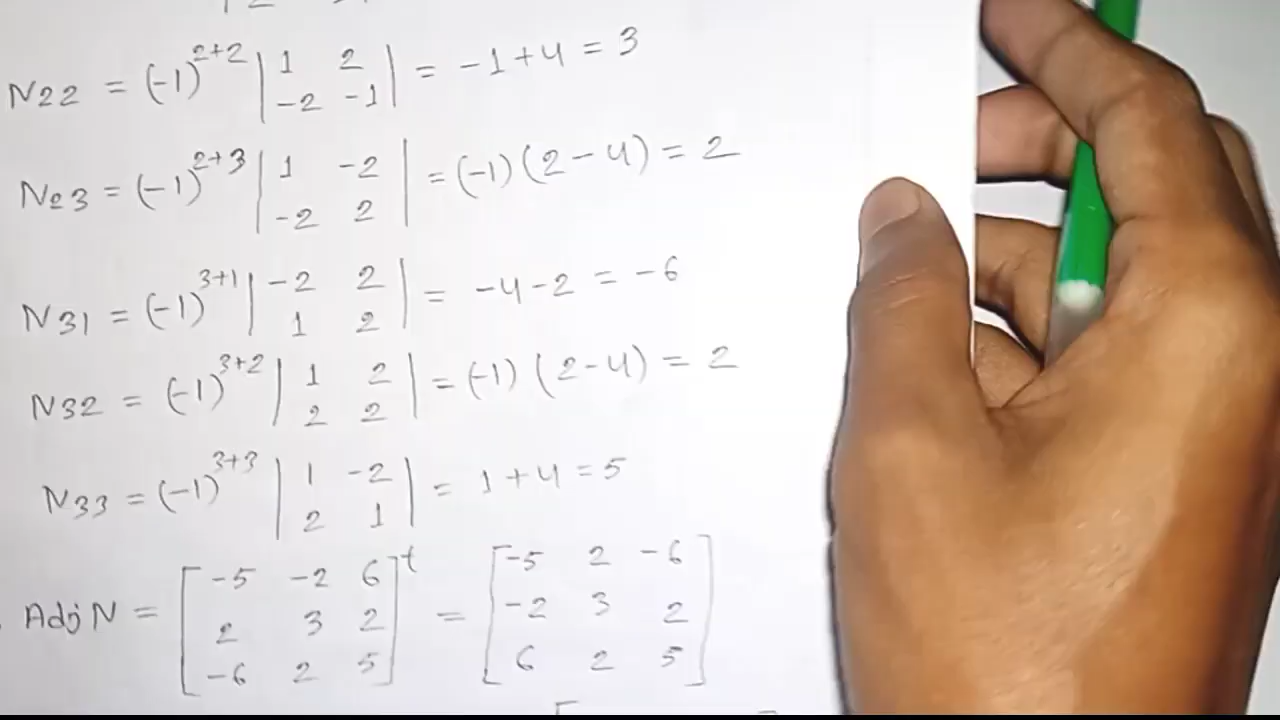 N22 = (-1)^{2+2} | 1 2 ; -2 -1 | = -1+4 = 3
N23 = (-1)^{2+3} | 1 -2 ; -2 2 | = (-1)(2-4) = 2
N31 = (-1)^{3+1} | -2 2 ; 1 2 | = -4-2 = -6
N32 = (-1)^{3+2} | 1 2 ; 2 2 | = (-1)(2-4) = 2
N33 = (-1)^{3+3} | 1 -2 ; 2 1 | = 1+4 = 5
Adj N = [ -5 -2 6 ; 2 3 2 ; -6 2 5 ]^t = [ -5 2 -6 ; -2 3 2 ; 6 2 5 ]